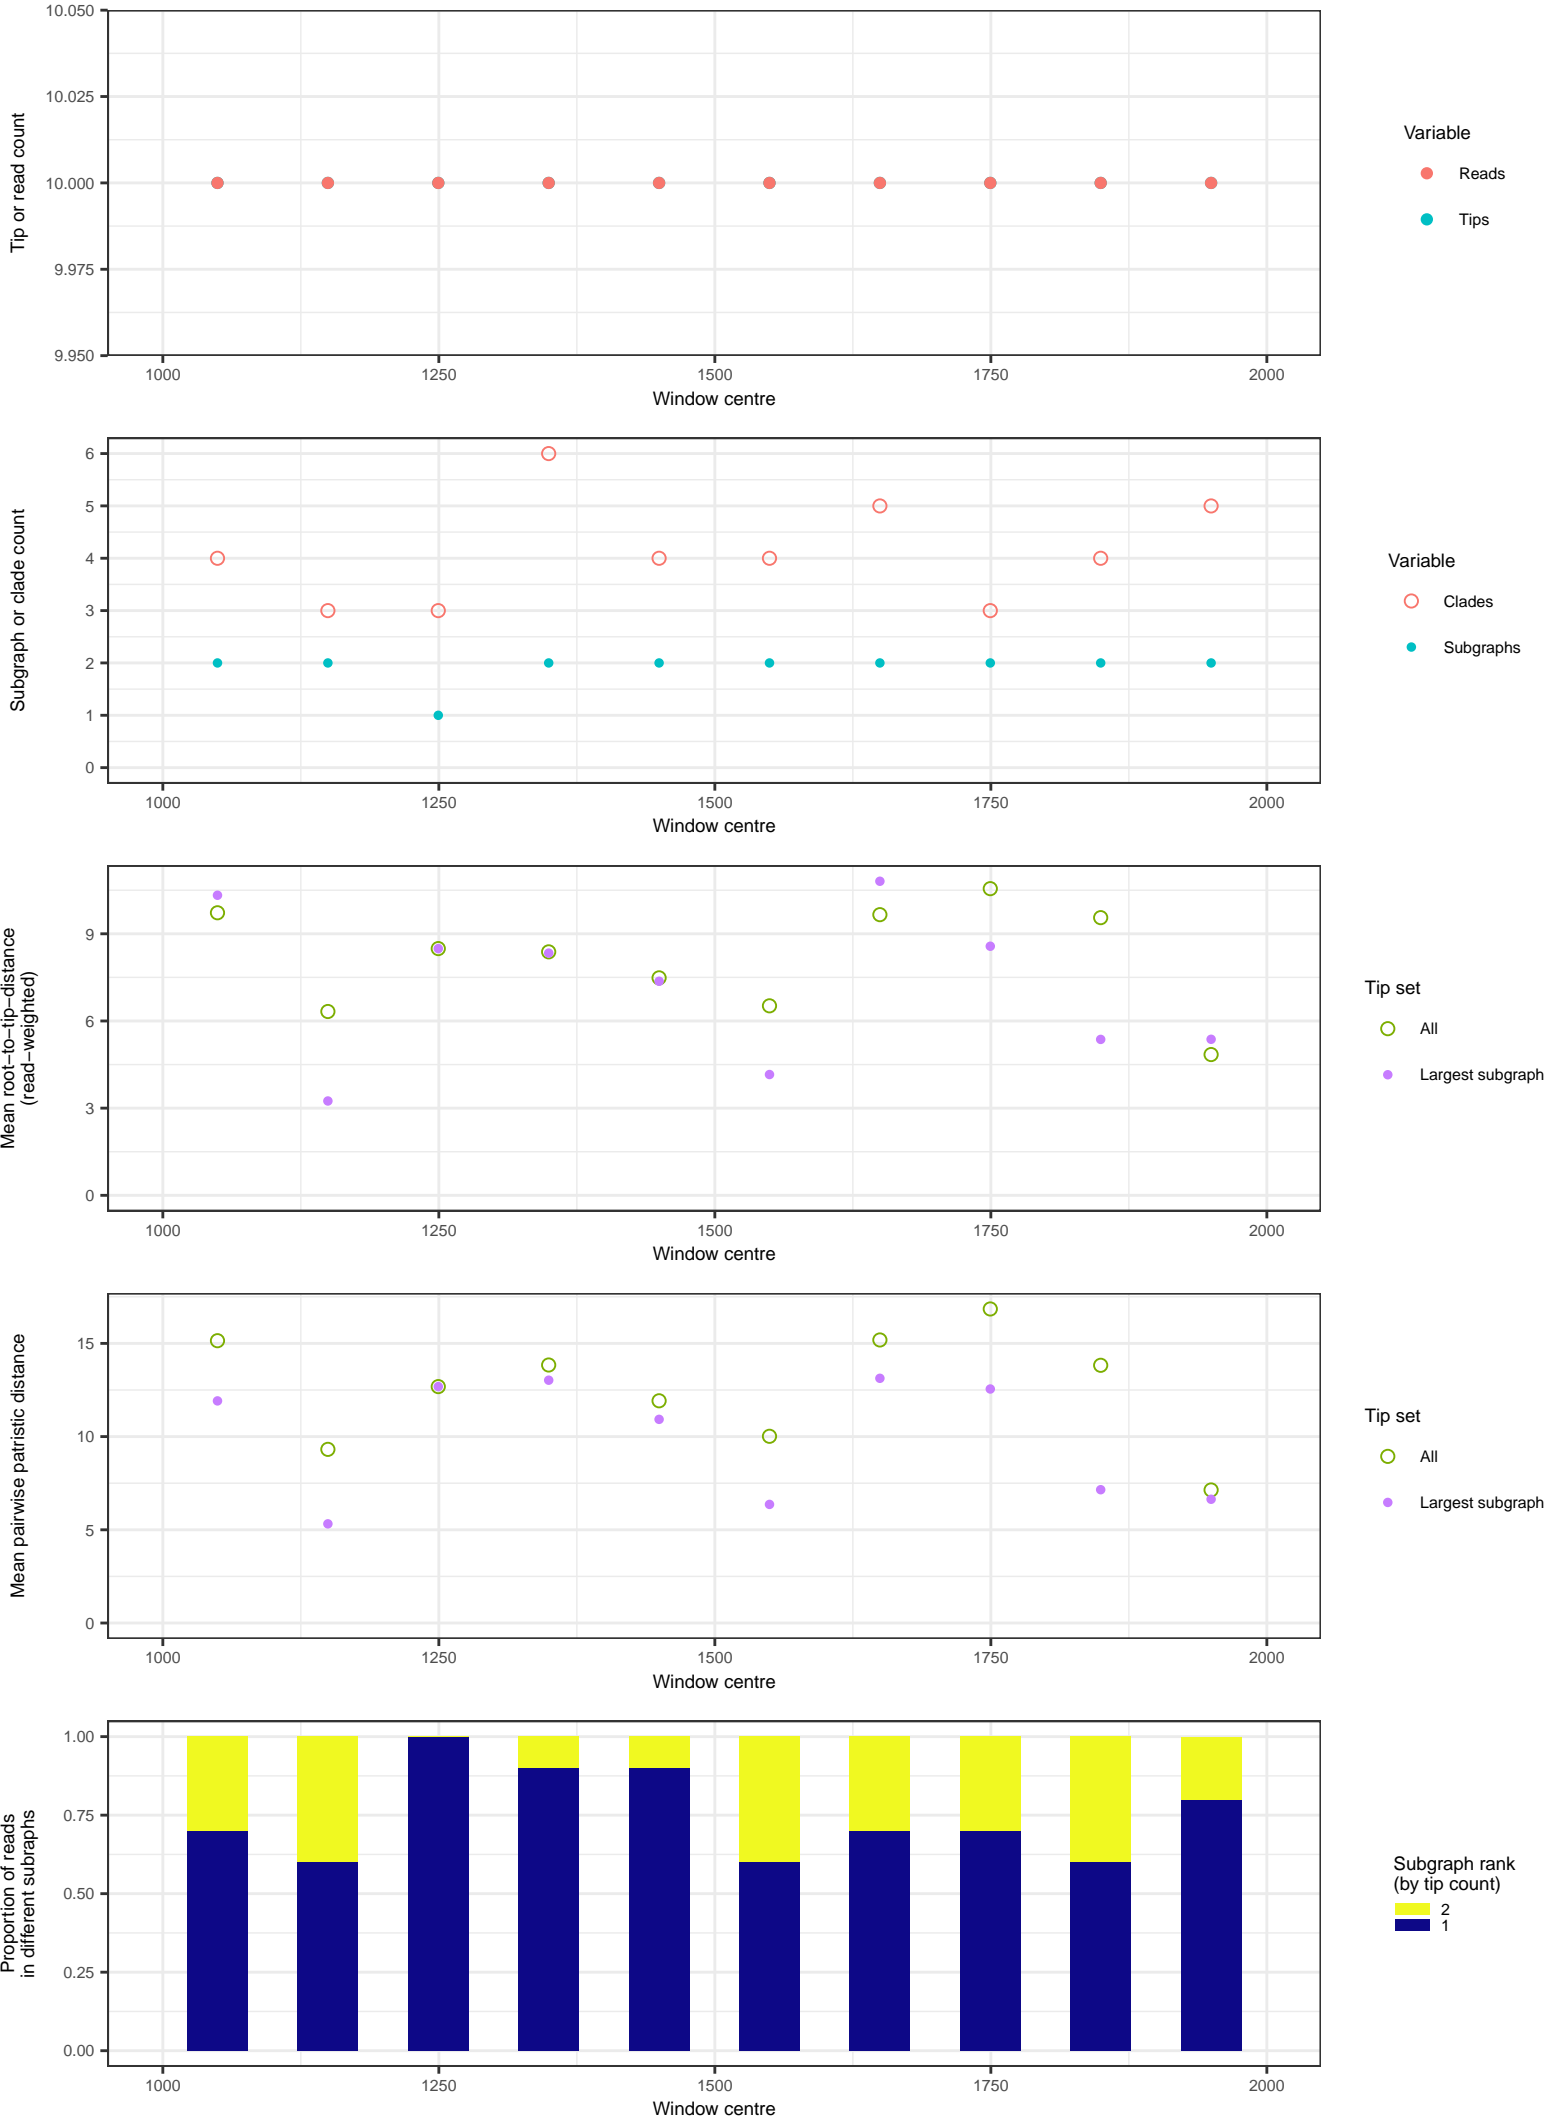 10.050
10.025
10.000
9.975
9.950
Tip or read count
1000
1250
1500
1750
2000
Window centre
Variable
Reads
Tips
6
5
4
3
2
1
0
Subgraph or clade count
1000
1250
1500
1750
2000
Window centre
Variable
Clades
Subgraphs
9
6
3
0
Mean root−to−tip−distance
(read−weighted)
1000
1250
1500
1750
2000
Window centre
Tip set
All
Largest subgraph
15
10
5
0
Mean pairwise patristic distance
1000
1250
1500
1750
2000
Window centre
Tip set
All
Largest subgraph
1.00
0.75
0.50
0.25
0.00
Proportion of reads
in different subraphs
1000
1250
1500
1750
2000
Window centre
Subgraph rank
(by tip count)
2
1